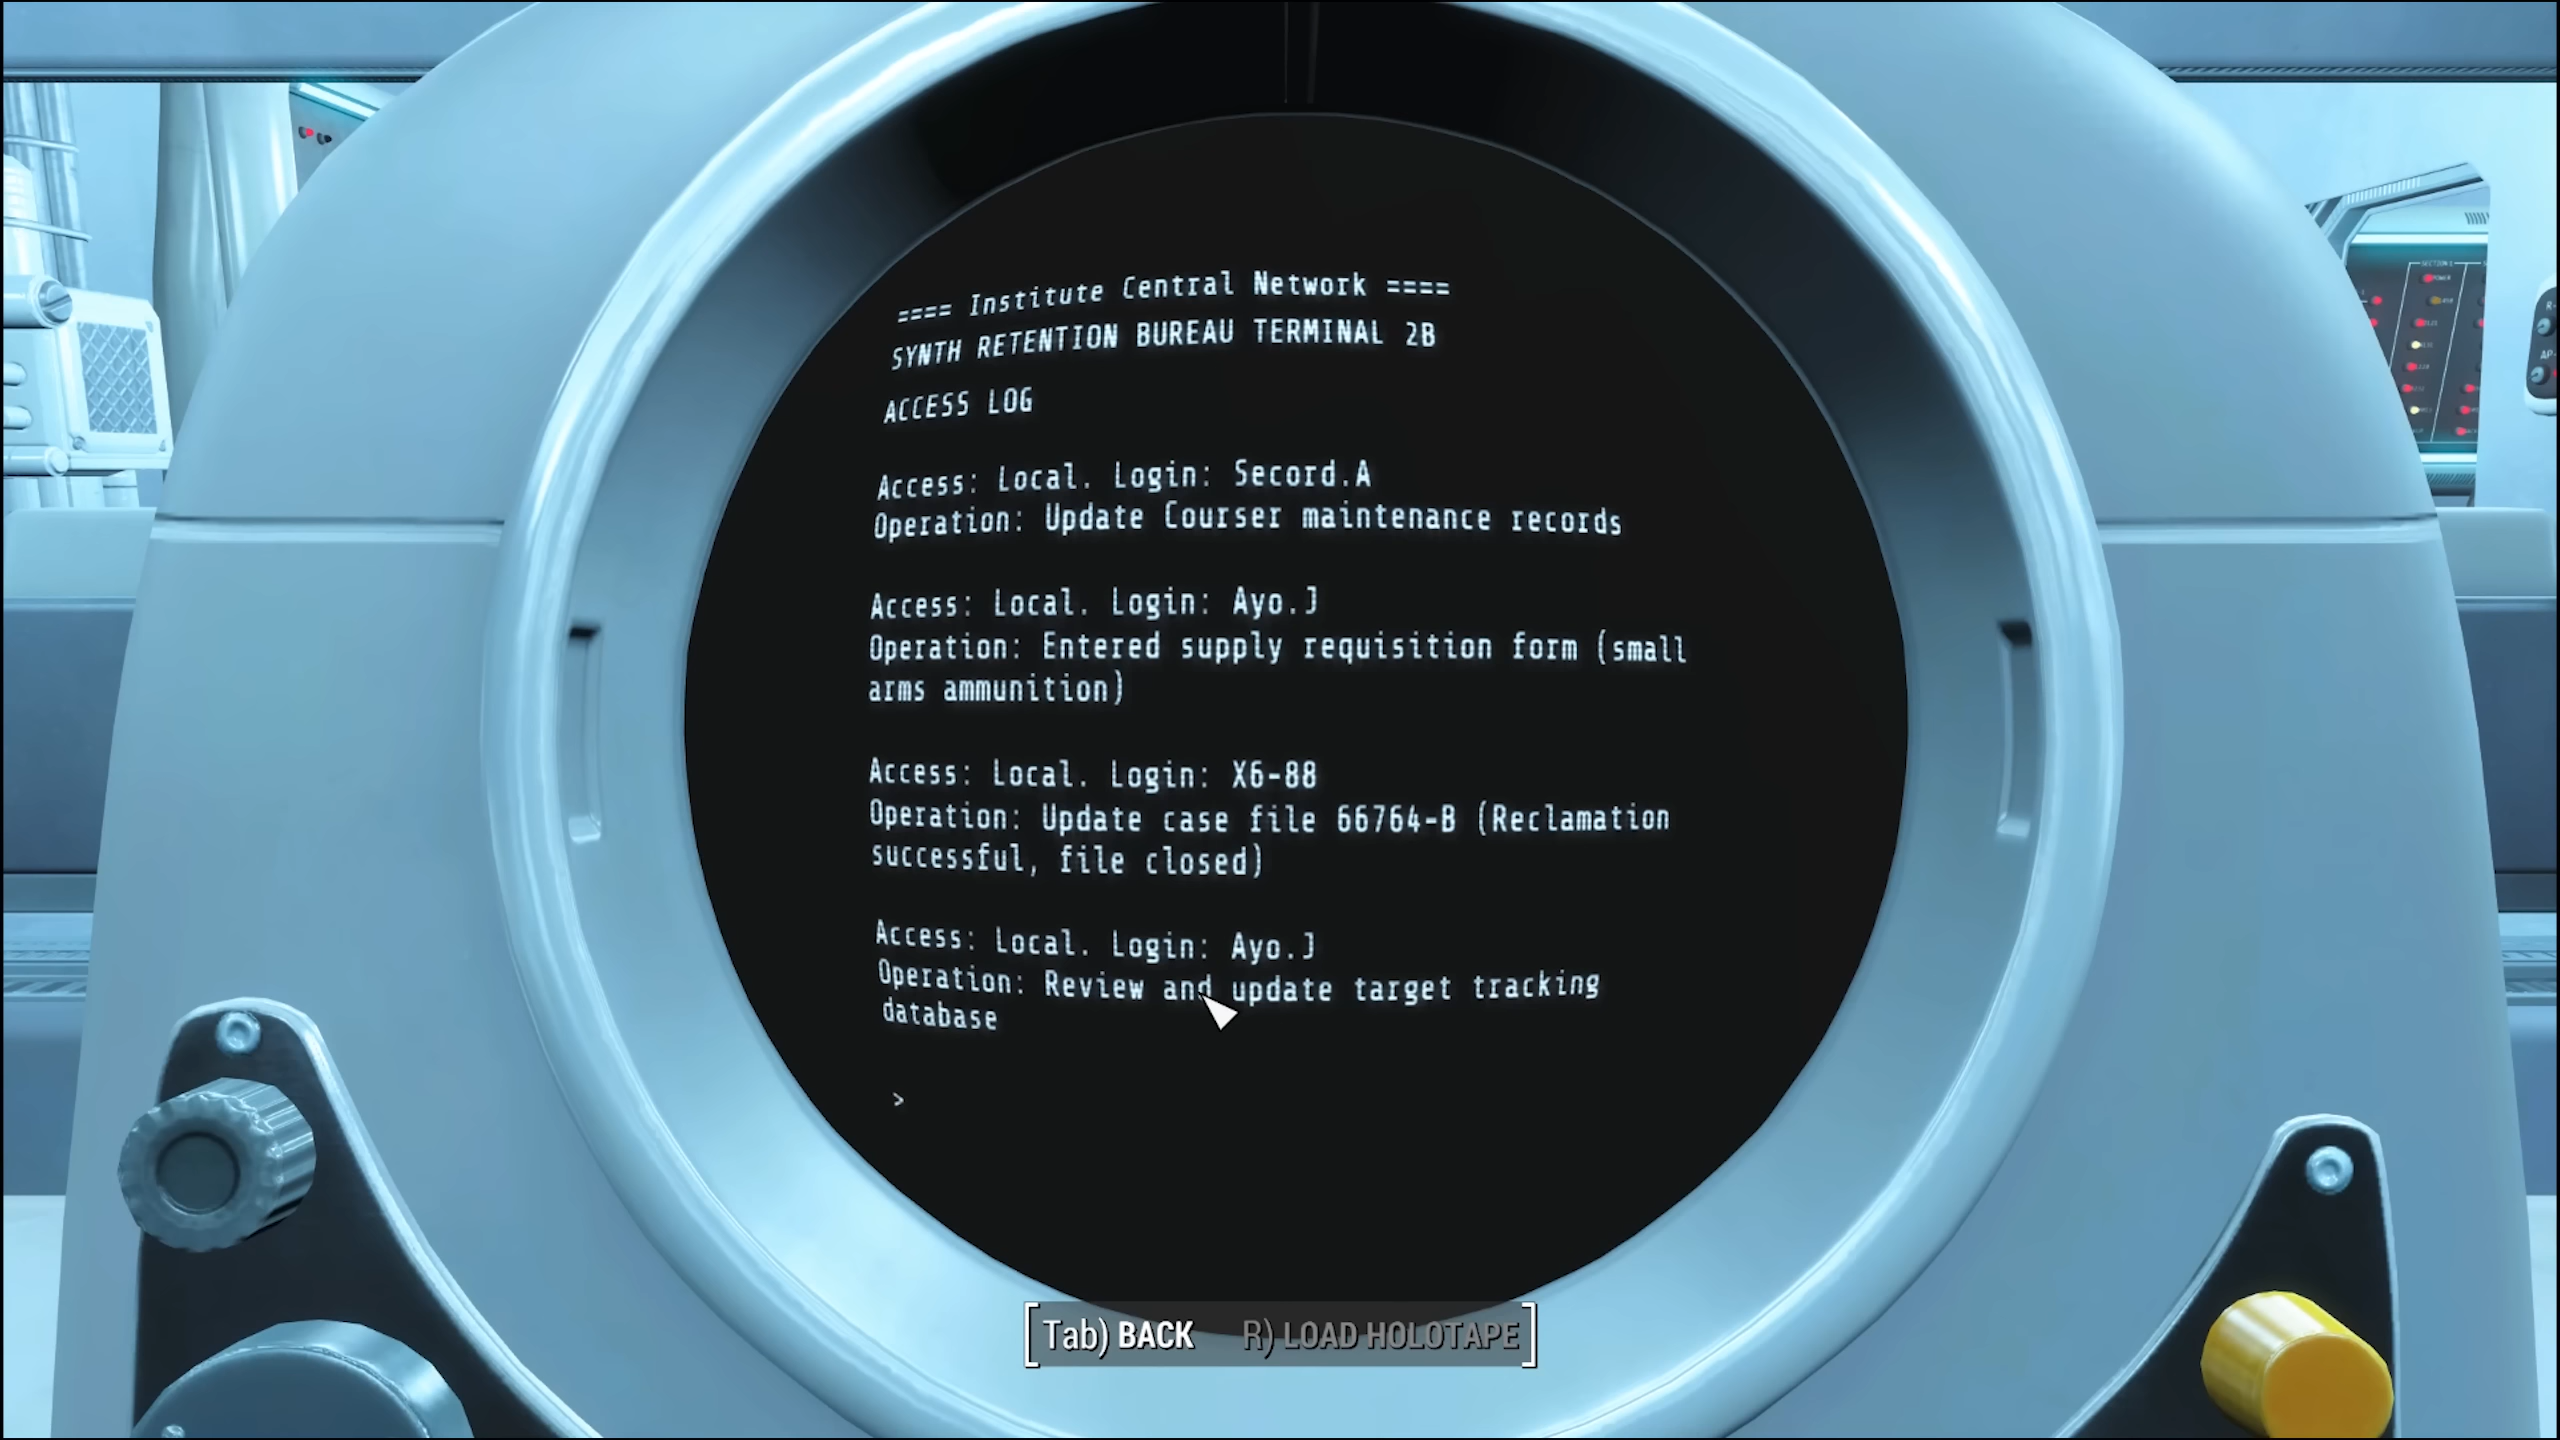 ==== Institute Central Network ====
SYNTH RETENTION BUREAU TERMINAL 2B
ACCESS LOG
Access: Local. Login: Secord.A
Operation: Update Courser maintenance records
Access: Local. Login: Ayo.J
Operation: Entered supply requisition form (small
arms ammunition)
Access: Local. Login: X6-88
Operation: Update case file 66764-B (Reclamation
successful, file closed)
Access: Local. Login: Ayo.J
Operation: Review and update target tracking
database
>
[Tab) BACK R) LOAD HOLOTAPE]